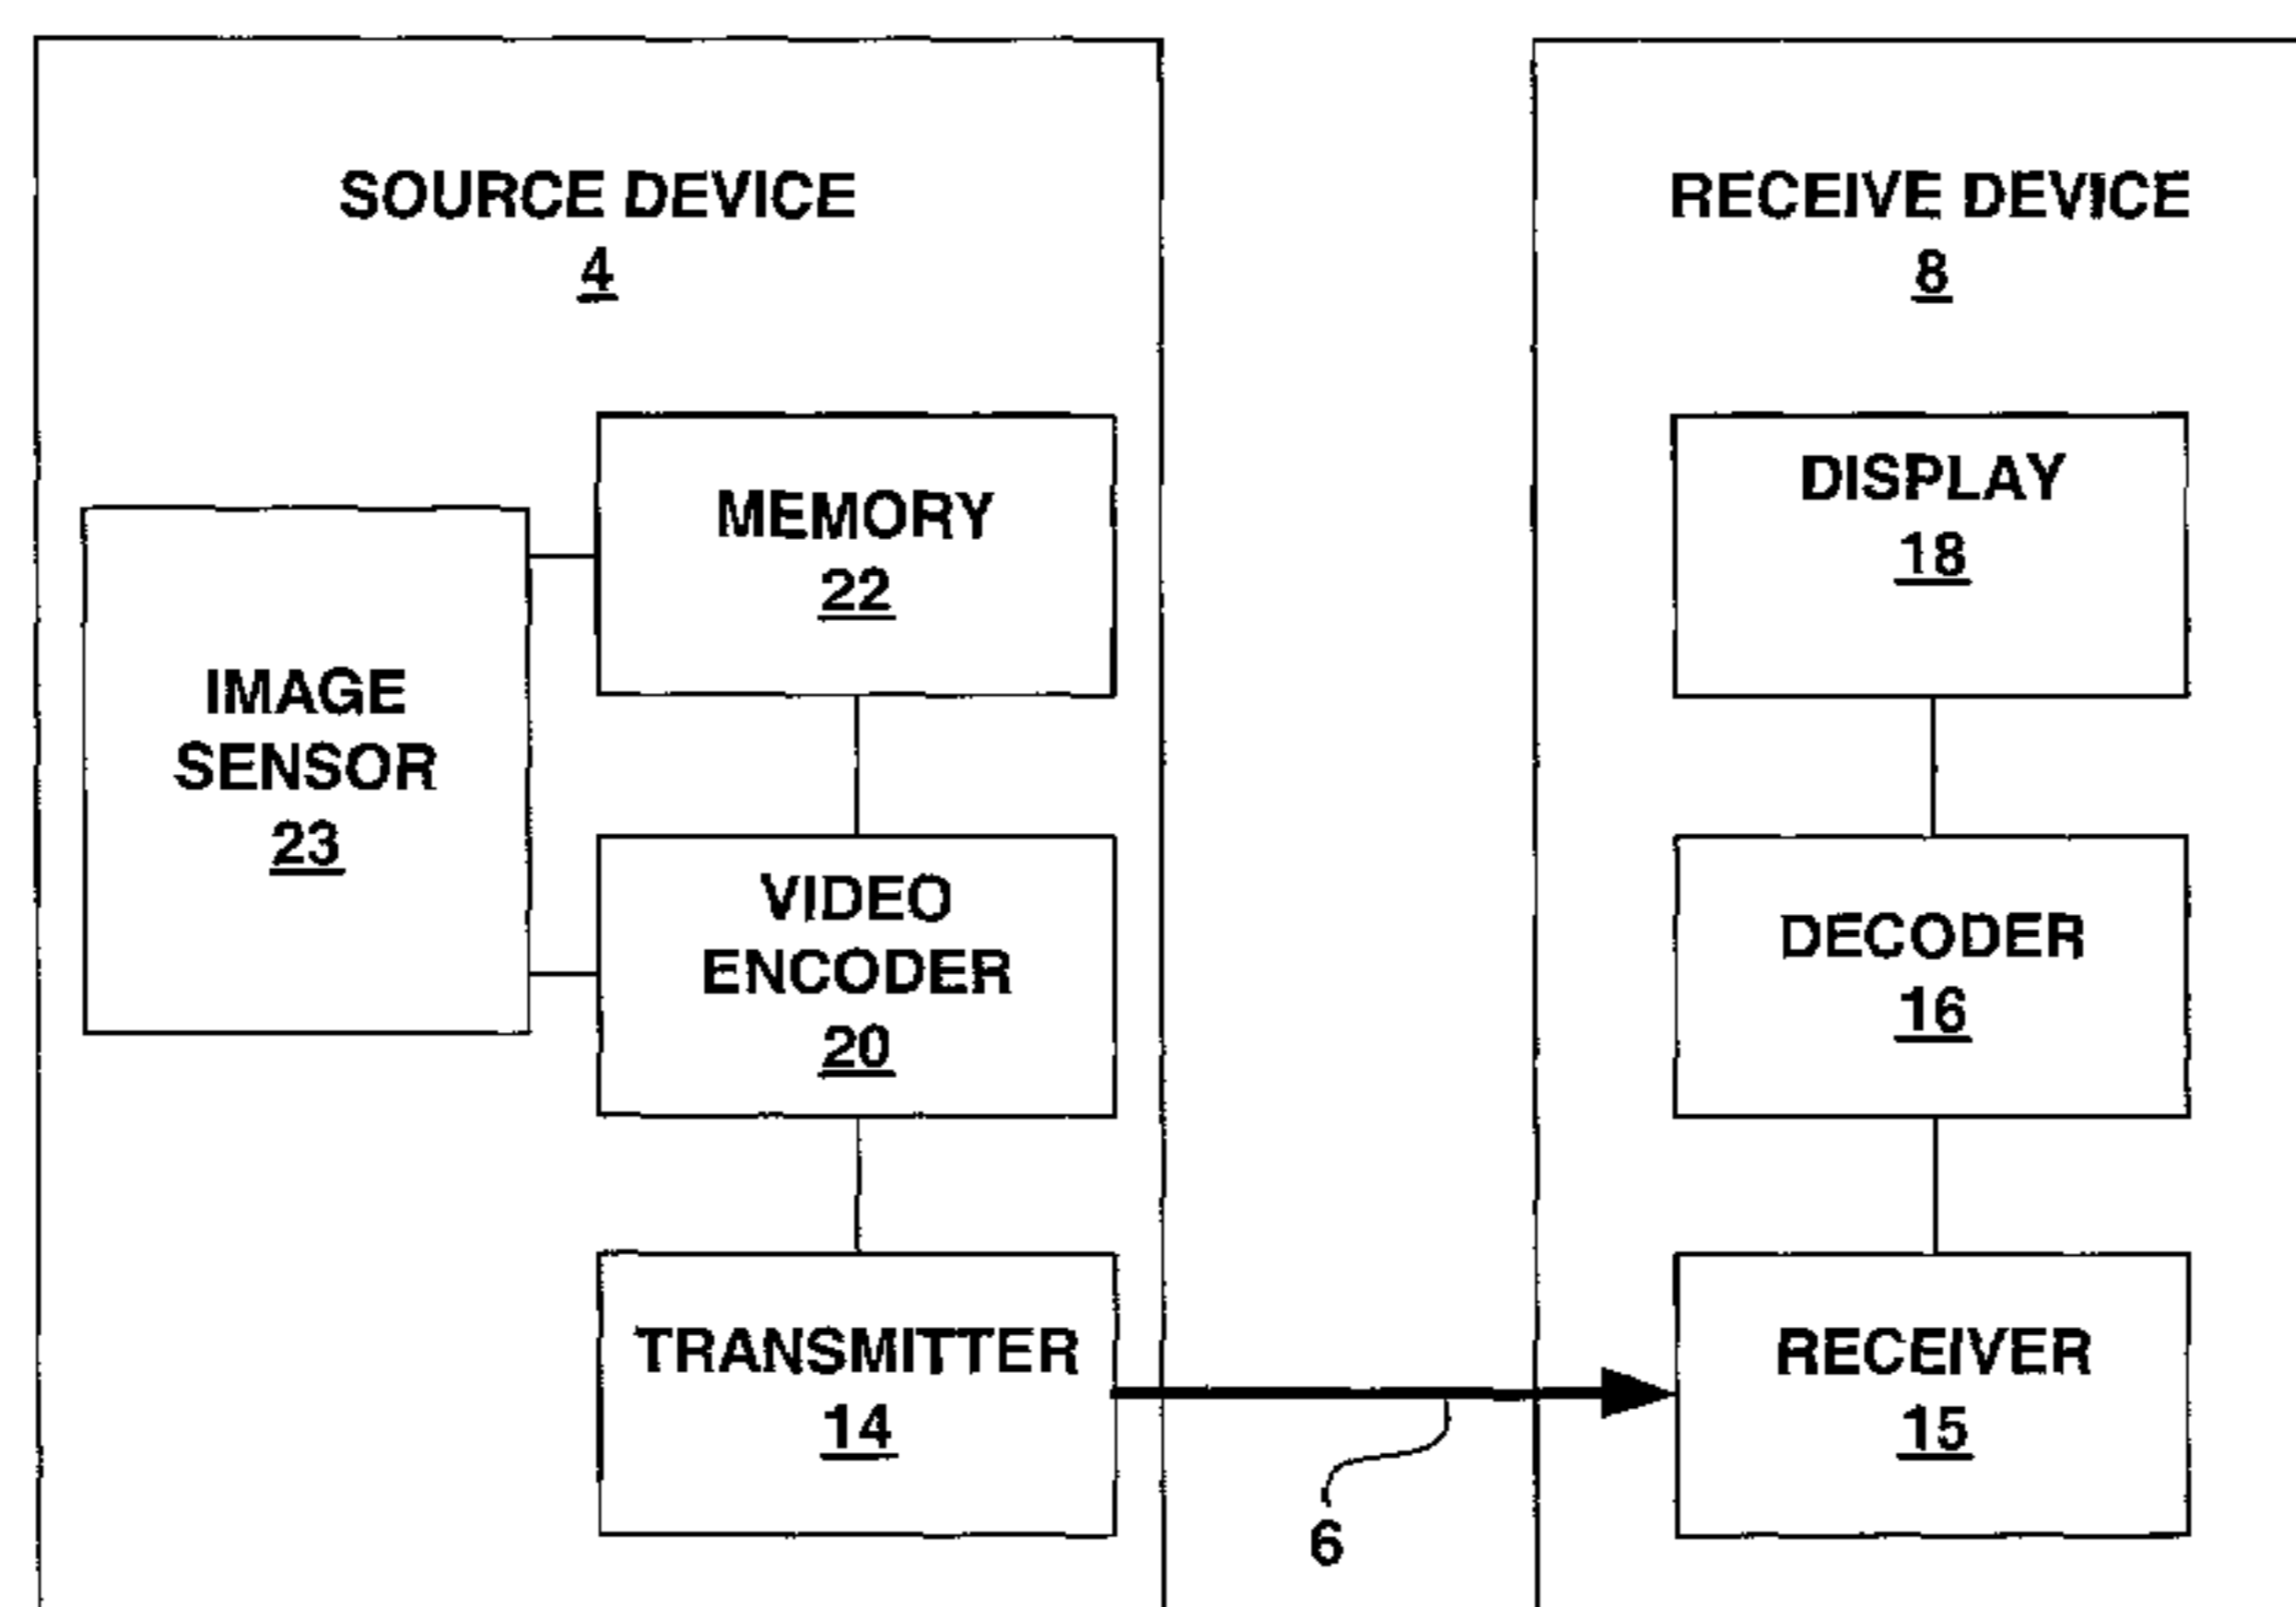 SOURCE DEVICE
4
MEMORY
22
IMAGE
SENSOR
23
VIDEO
ENCODER
20
TRANSMITTER
14
6
RECEIVE DEVICE
8
DISPLAY
18
DECODER
16
RECEIVER
15